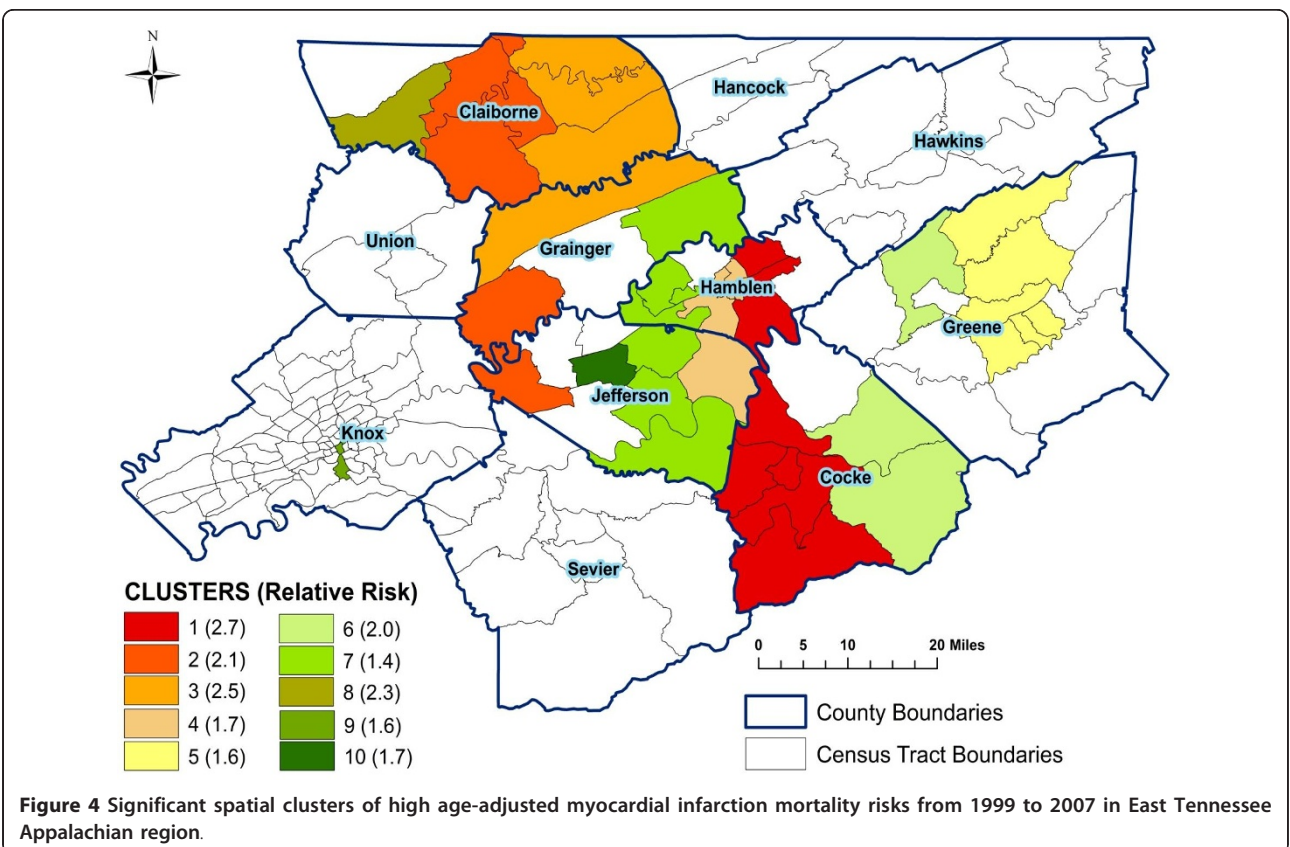 N
Hancock
Claiborne
Hawkins
Union
Grainger
Hamblen
Greene
Jefferson
Knox
Cocke
Sevier
CLUSTERS (Relative Risk)
1 (2.7)
2 (2.1)
3 (2.5)
4 (1.7)
5 (1.6)
6 (2.0)
7 (1.4)
8 (2.3)
9 (1.6)
10 (1.7)
0 5 10 20 Miles
County Boundaries
Census Tract Boundaries
Figure 4 Significant spatial clusters of high age-adjusted myocardial infarction mortality risks from 1999 to 2007 in East Tennessee
Appalachian region.